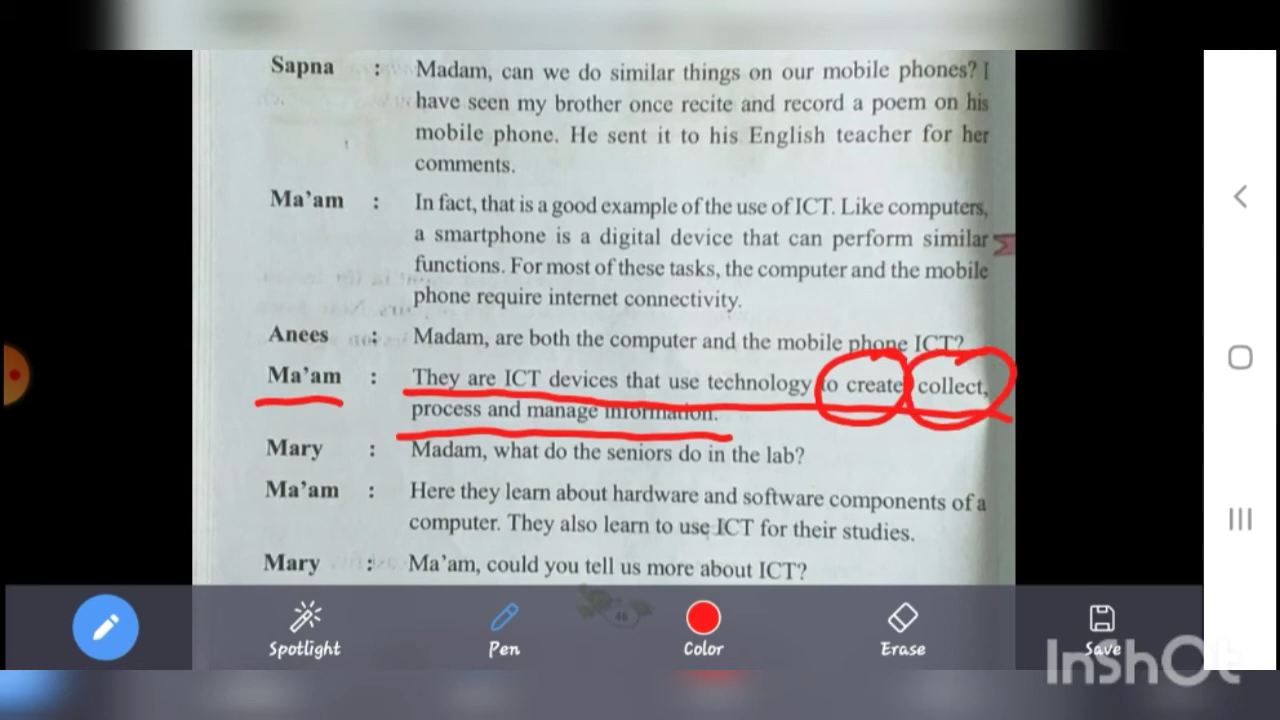 Sapna : Madam, can we do similar things on our mobile phones? I
have seen my brother once recite and record a poem on his
mobile phone. He sent it to his English teacher for her
comments.
Ma'am : In fact, that is a good example of the use of ICT. Like computers,
a smartphone is a digital device that can perform similar
functions. For most of these tasks, the computer and the mobile
phone require internet connectivity.
Anees : Madam, are both the computer and the mobile phone ICT?
Ma'am : They are ICT devices that use technology to create collect,
process and manage information.
Mary : Madam, what do the seniors do in the lab?
Ma'am : Here they learn about hardware and software components of a
computer. They also learn to use ICT for their studies.
Mary : Ma'am, could you tell us more about ICT?
46
Spotlight Pen Color Erase Save
InShOt